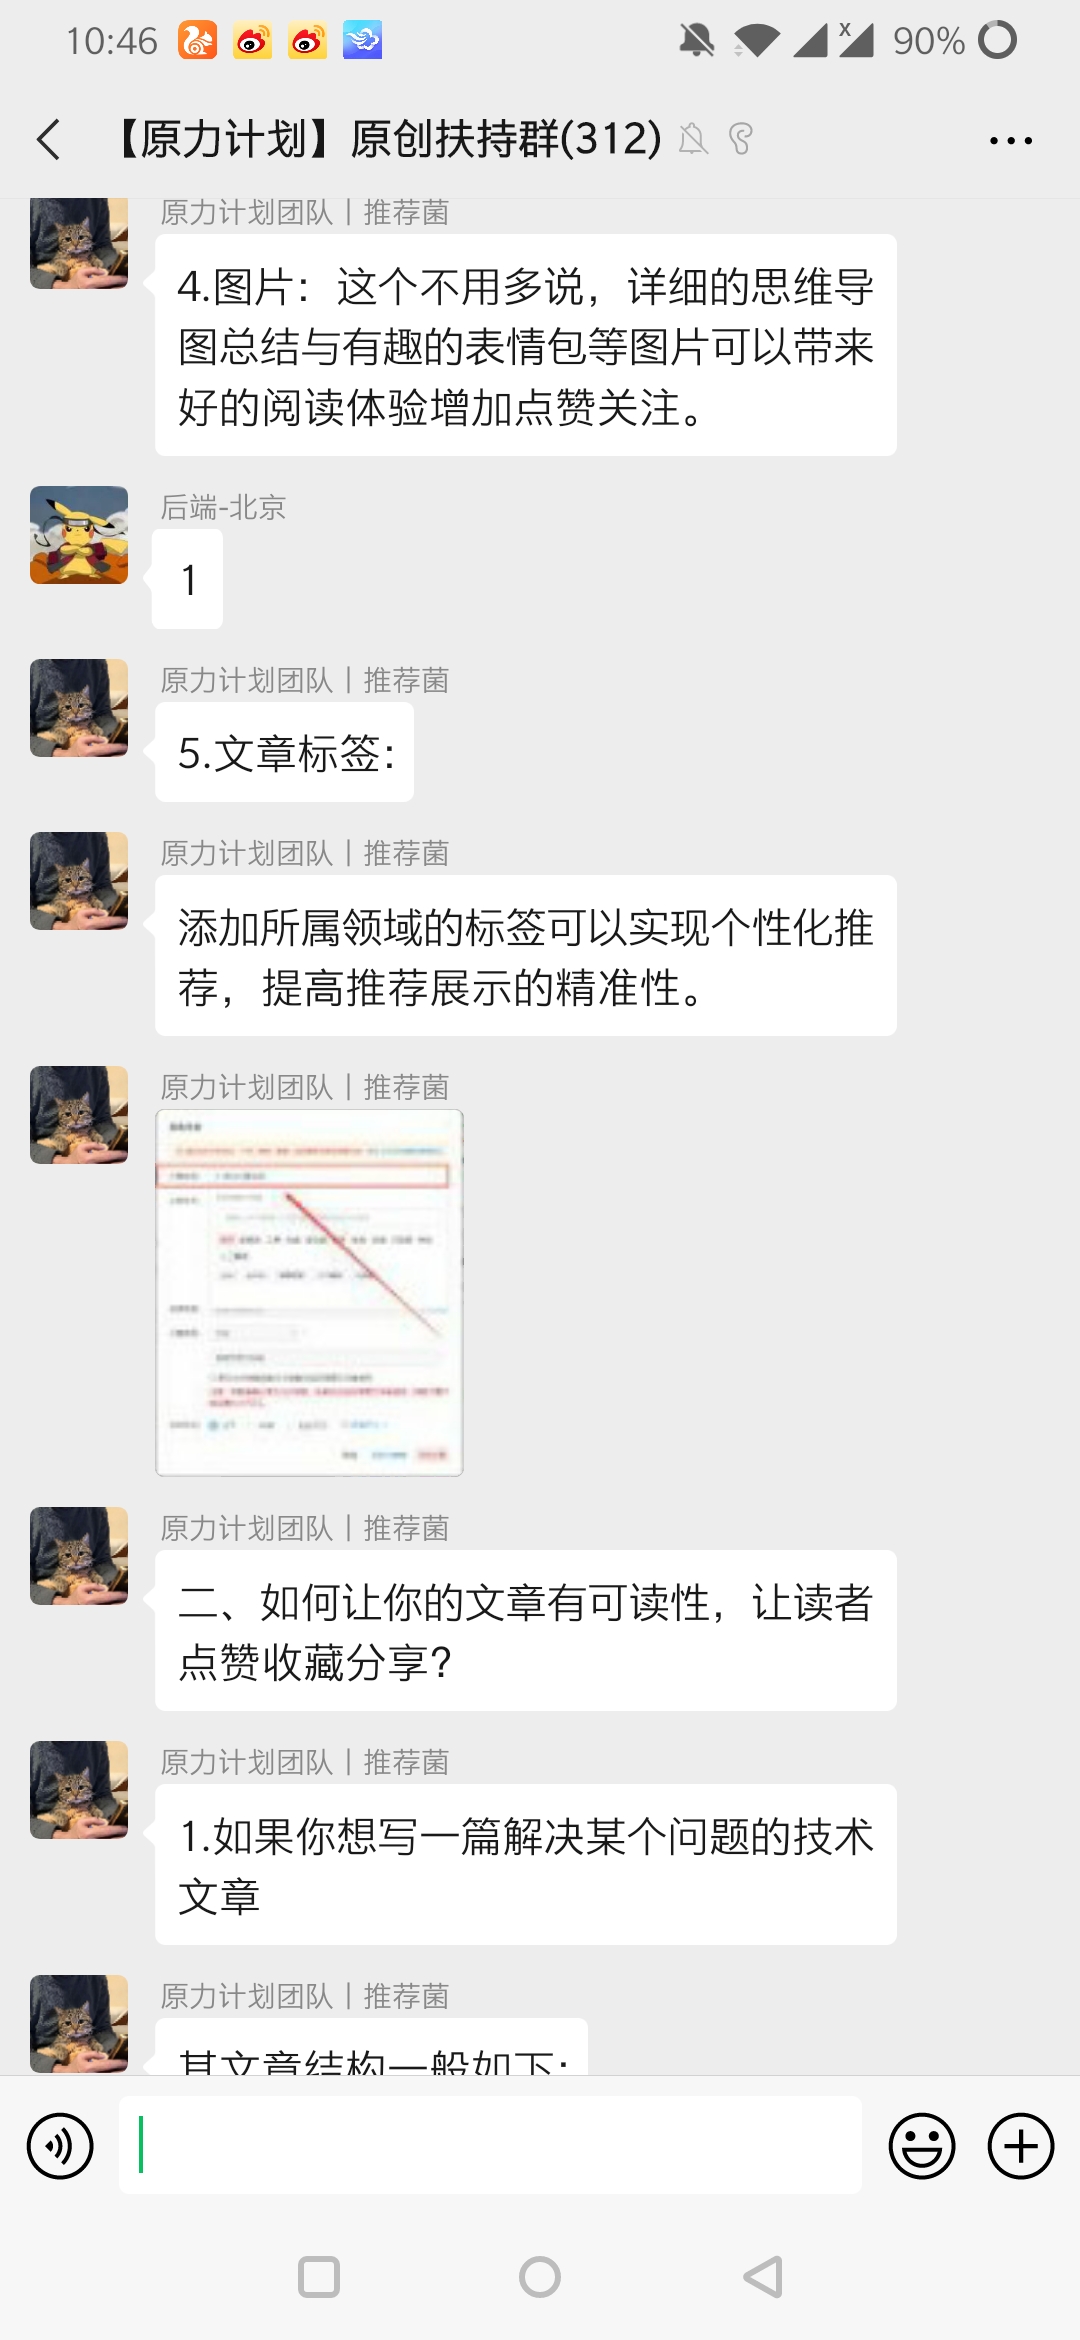 10:46
x
90%
【原力计划】原创扶持群(312)
原力计划团队丨推荐菌
4.图片：这个不用多说，详细的思维导
图总结与有趣的表情包等图片可以带来
好的阅读体验增加点赞关注。
后端-北京
1
原力计划团队丨推荐菌
5.文章标签:
原力计划团队丨推荐菌
添加所属领域的标签可以实现个性化推
荐，提高推荐展示的精准性。
原力计划团队丨推荐菌
原力计划团队丨推荐菌
二、如何让你的文章有可读性，让读者
点赞收藏分享?
原力计划团队丨推荐菌
1.如果你想写一篇解决某个问题的技术
文章
原力计划团队丨推荐菌
其文章结构一般如下: